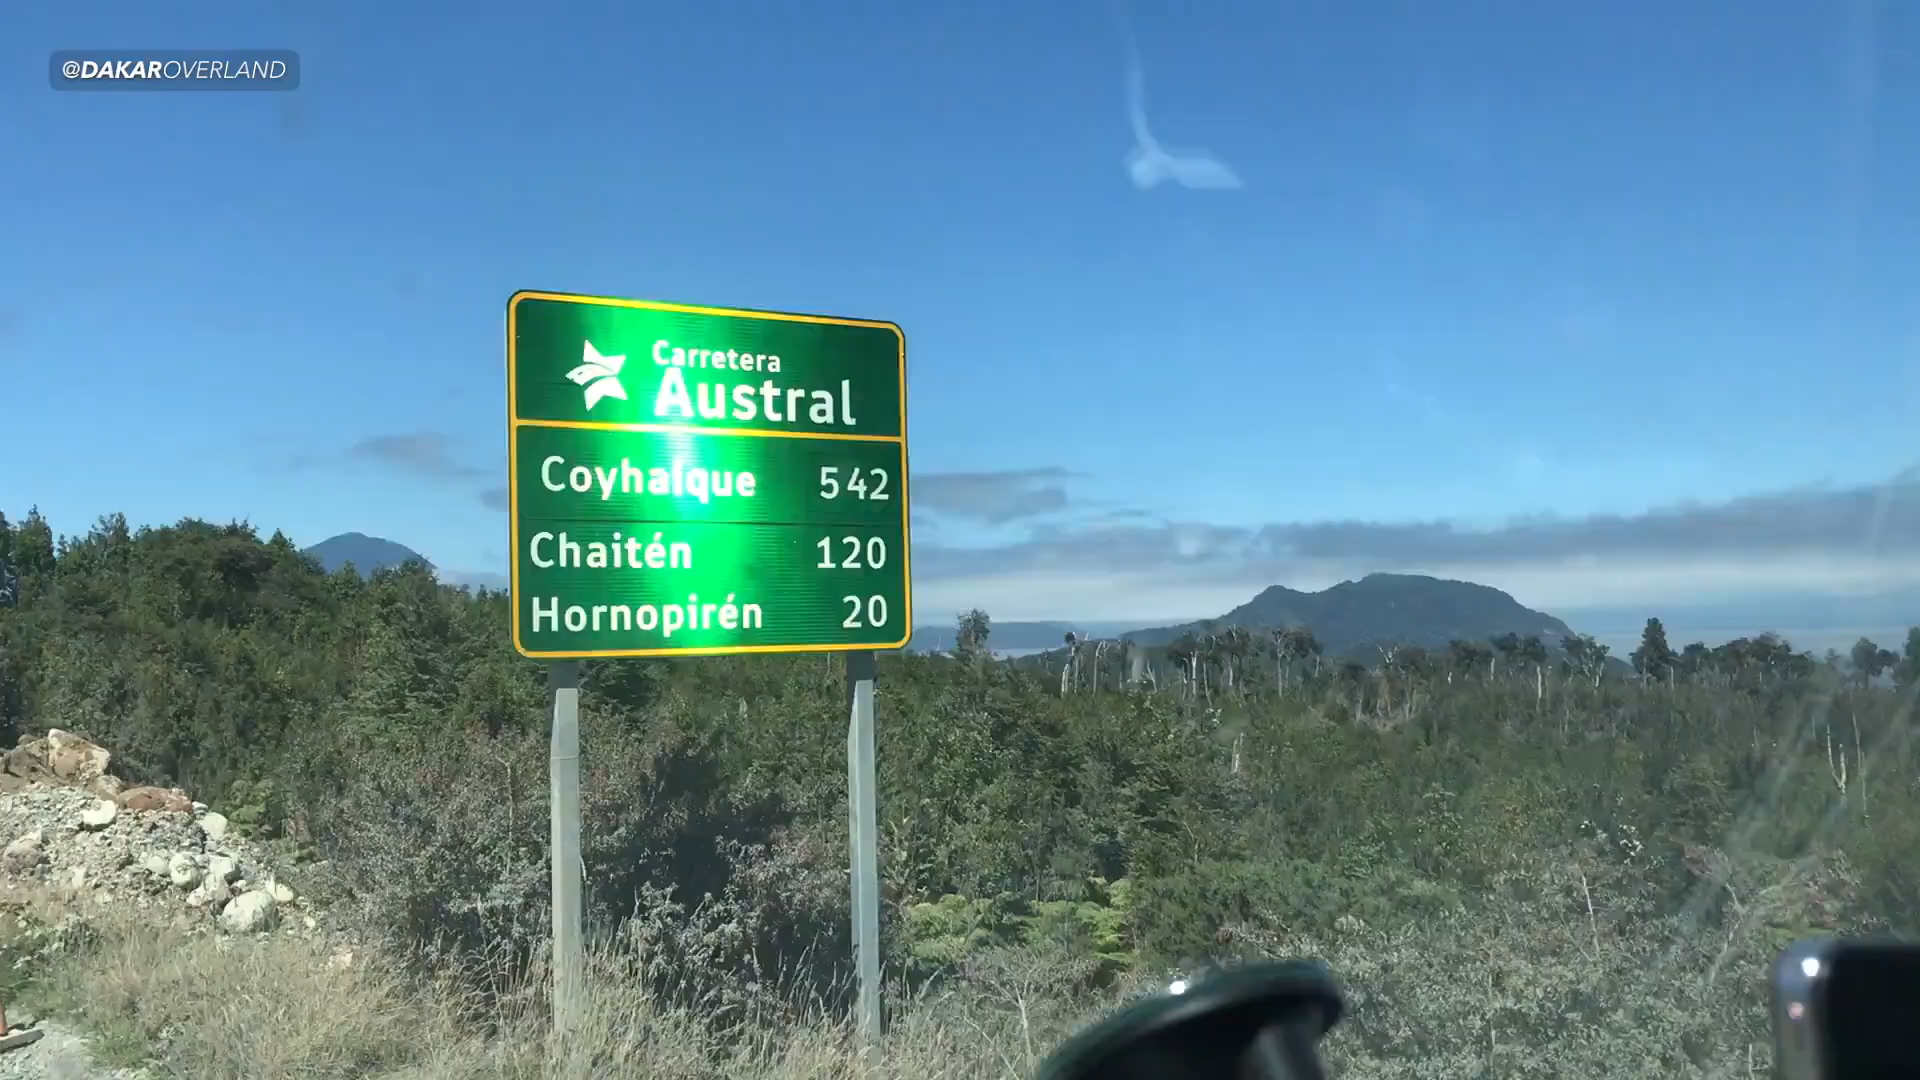 @DAKAROVERLAND
Carretera
Austral
Coyhaique 542
Chaitén 120
Hornopirén 20